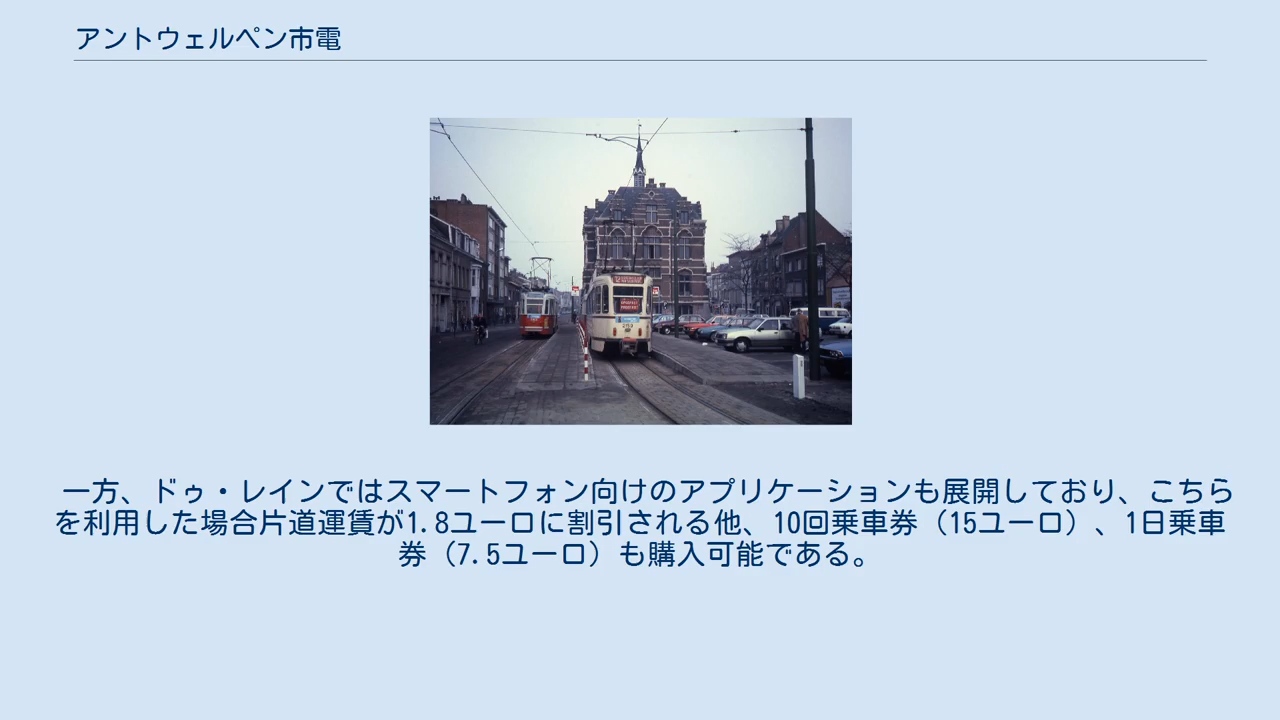 アントウェルペン市電
一方、ドゥ・レインではスマートフォン向けのアプリケーションも展開しており、こちら
を利用した場合片道運賃が1.8ユーロに割引される他、10回乗車券（15ユーロ）、1日乗車
券（7.5ユーロ）も購入可能である。